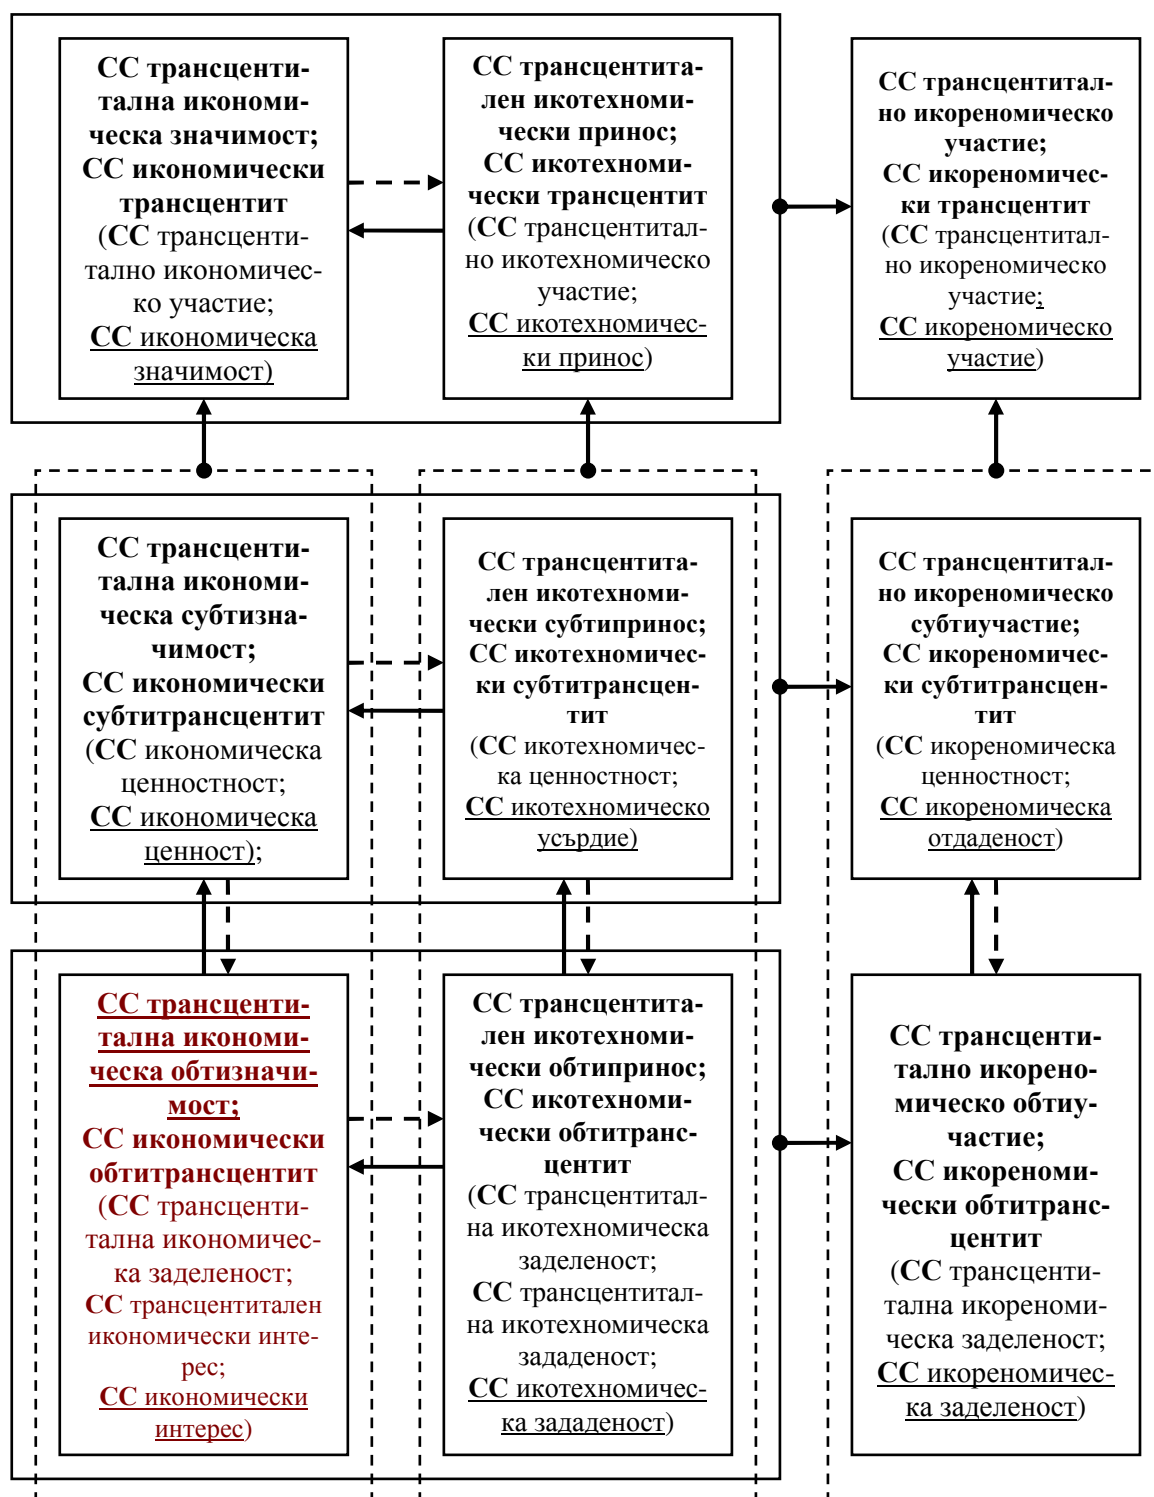 СС трансценти-
тална икономи-
ческа значимост;
СС икономически
трансцентит
(СС трансценти-
тално икономичес-
ко участие;
СС икономическа
значимост)
СС трансцентита-
лен икотехноми-
чески принос;
СС икотехноми-
чески трансцентит
(СС трансцентитал-
но икотехномическо
участие;
СС икотехномичес-
ки принос)
СС трансцентитал-
но икореномическо
участие;
СС икореномичес-
ки трансцентит
(СС трансцентитал-
но икореномическо
участие;
СС икореномическо
участие)
СС трансценти-
тална икономи-
ческа субтизна-
чимост;
СС икономически
субтитрансцентит
(СС икономическа
ценностност;
СС икономическа
ценност);
СС трансцентита-
лен икотехноми-
чески субтипринос;
СС икотехномичес-
ки субтитрансцен-
тит
(СС икотехномичес-
ка ценностност;
СС икотехномическо
усърдие)
СС трансцентитал-
но икореномическо
субтиучастие;
СС икореномичес-
ки субтитрансцен-
тит
(СС икореномическа
ценностност;
СС икореномическа
отдаденост)
СС трансценти-
тална икономи-
ческа обтизначи-
мост;
СС икономически
обтитрансцентит
(СС трансценти-
тална икономичес-
ка заделеност;
СС трансцентитален
икономически инте-
рес;
СС икономически
интерес)
СС трансцентита-
лен икотехноми-
чески обтипринос;
СС икотехноми-
чески обтитранс-
центит
(СС трансцентитал-
на икотехномическа
заделеност;
СС трансцентитал-
на икотехномическа
зададеност;
СС икотехномичес-
ка зададеност)
СС трансценти-
тално икорено-
мическо обтиу-
частие;
СС икореноми-
чески обтитранс-
центит
(СС трансценти-
тална икореноми-
ческа заделеност;
СС икореномичес-
ка заделеност)